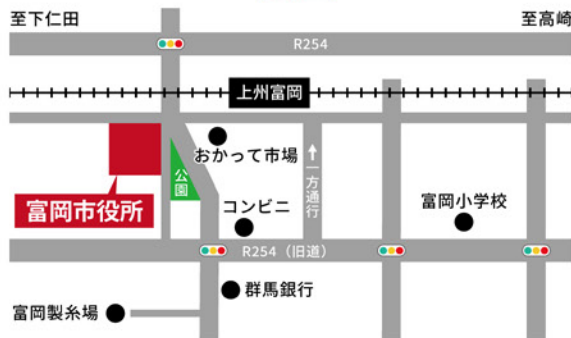 至下仁田
至高崎
R254
上州富岡
おかって市場
公園
↑一方通行
富岡市役所
コンビニ
富岡小学校
R254（旧道）
群馬銀行
富岡製糸場